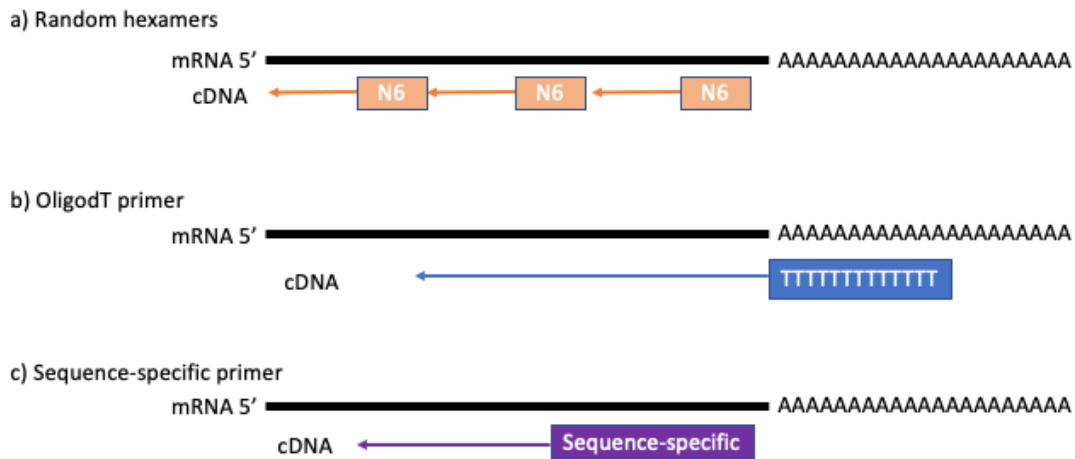 a) Random hexamers
mRNA 5’ AAAAAAAAAAAAAAAAAAAAA
cDNA N6 N6 N6
b) OligodT primer
mRNA 5’ AAAAAAAAAAAAAAAAAAAAA
cDNA TTTTTTTTTTTTTT
c) Sequence-specific primer
mRNA 5’ AAAAAAAAAAAAAAAAAAAAA
cDNA Sequence-specific